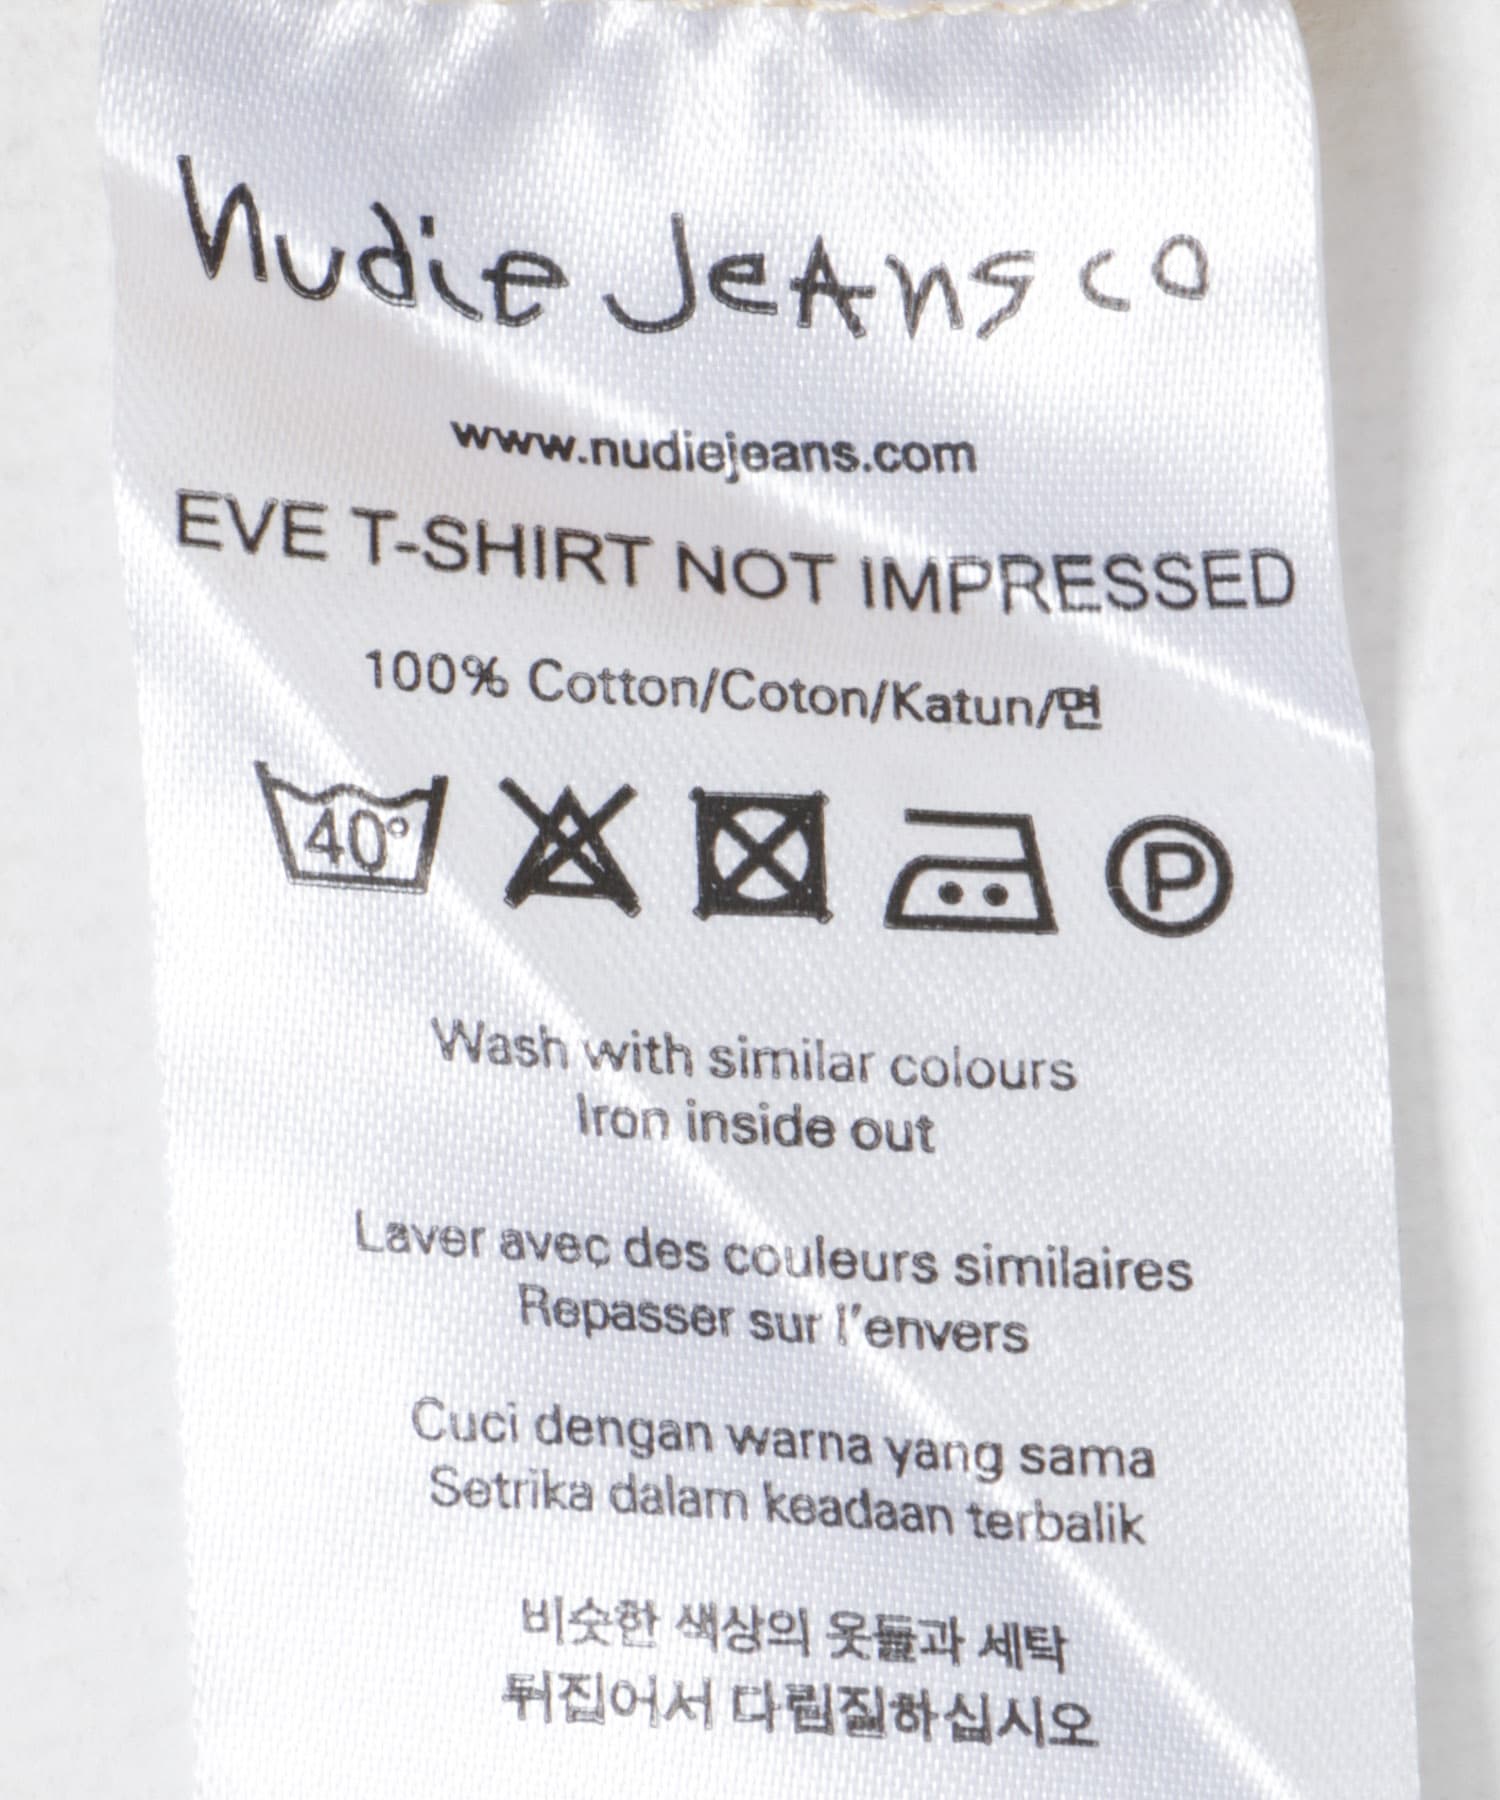 nudie Jeans co
www.nudiejeans.com
EVE T-SHIRT NOT IMPRESSED
100% Cotton/Coton/Katun/면
40°
P
Wash with similar colours
Iron inside out
Laver avec des couleurs similaires
Repasser sur l'envers
Cuci dengan warna yang sama
Setrika dalam keadaan terbalik
비슷한 색상의 옷들과 세탁
뒤집어서 다림질하십시오